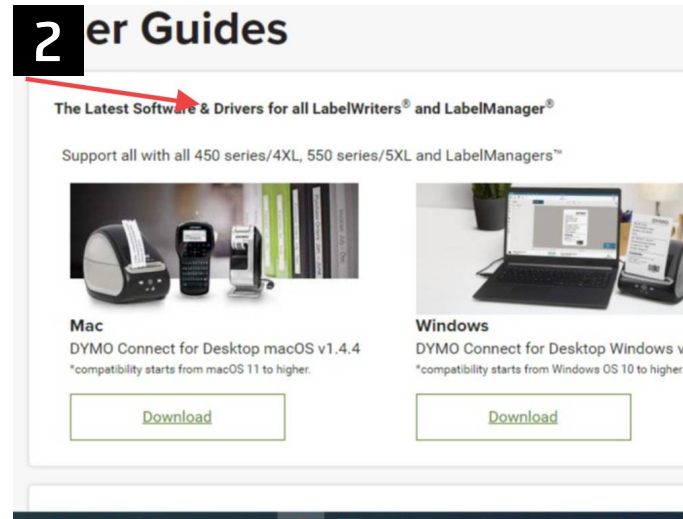 2
er Guides
The Latest Software & Drivers for all LabelWriters® and LabelManager®
Support all with all 450 series/4XL, 550 series/5XL and LabelManagers™
Mac
DYMO Connect for Desktop macOS v1.4.4
*compatibility starts from macOS 11 to higher.
Download
Windows
DYMO Connect for Desktop Windows v
*compatibility starts from Windows OS 10 to higher.
Download